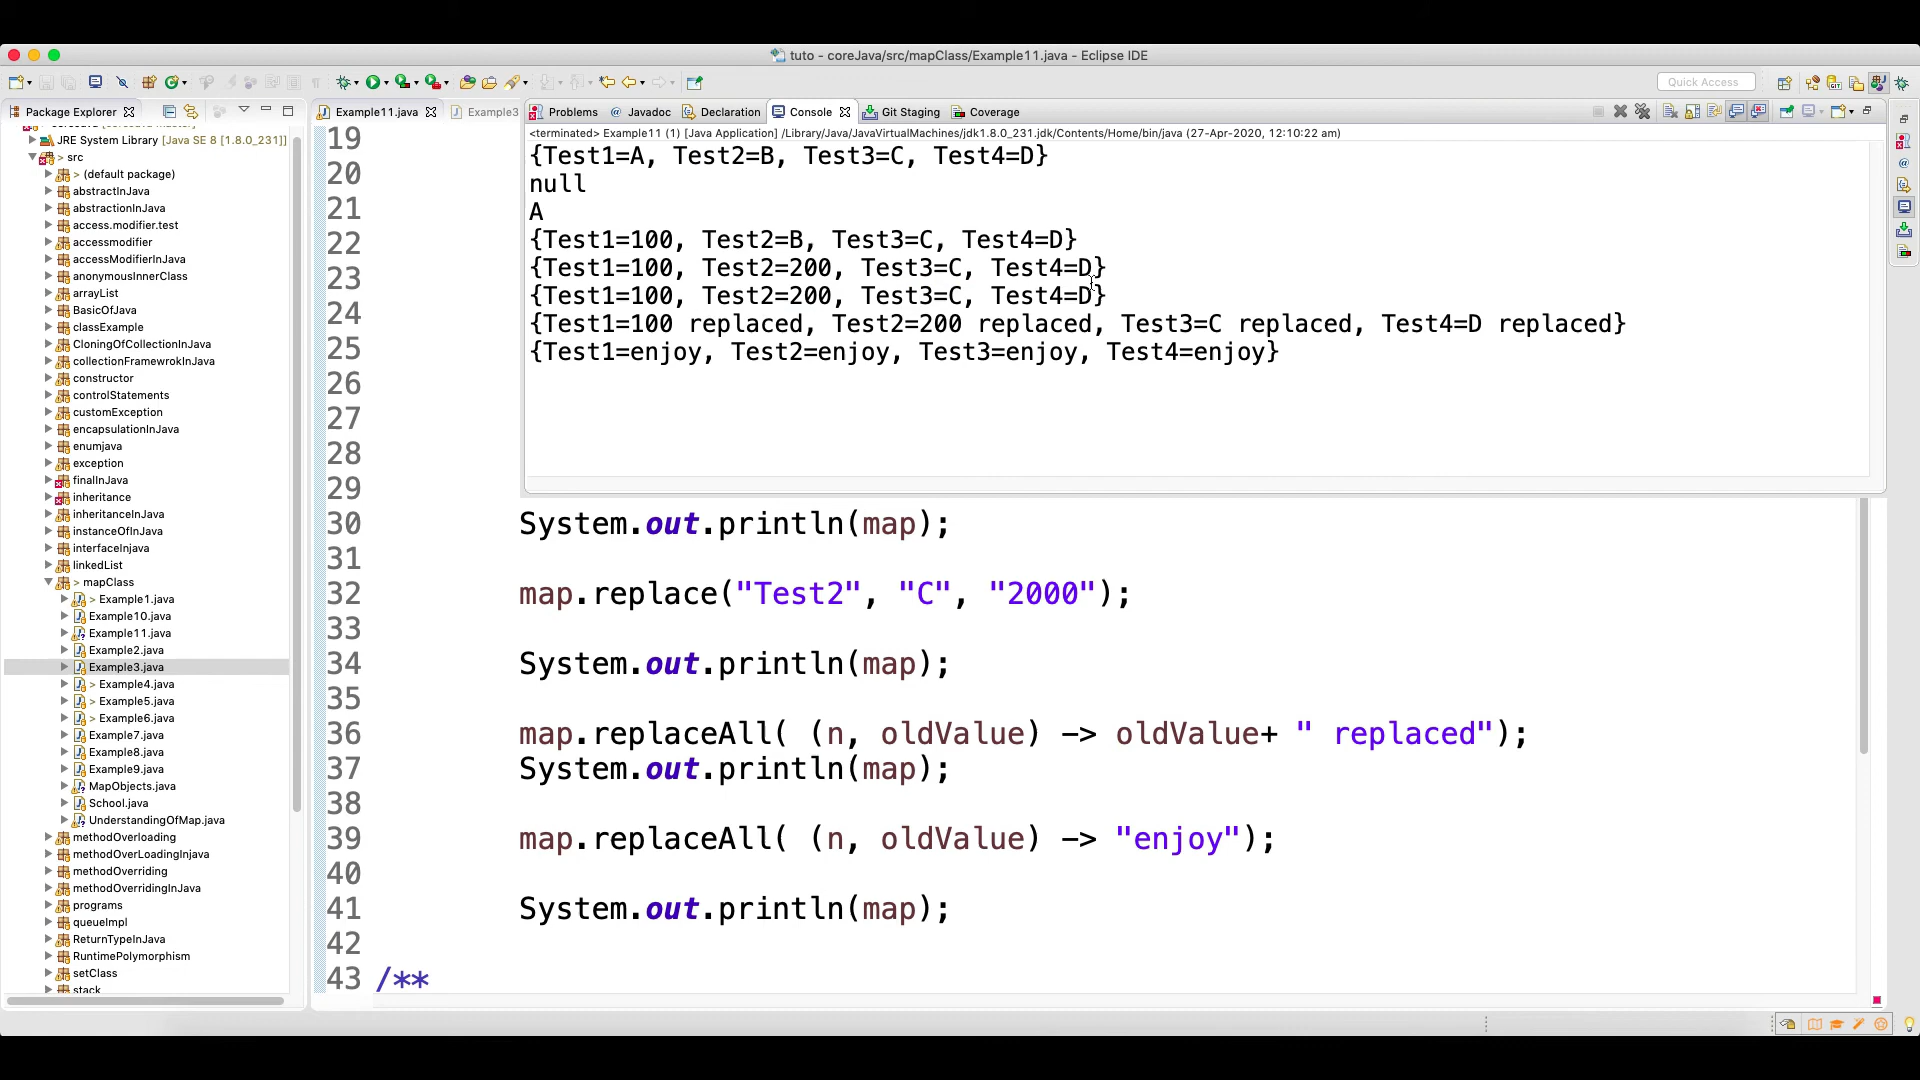 tuto - coreJava/src/mapClass/Example11.java - Eclipse IDE
Quick Access
Package Explorer
JRE System Library [Java SE 8 [1.8.0_231]]
> src
> (default package)
abstractInJava
abstractionInJava
access.modifier.test
accessmodifier
accessModifierInJava
anonymousInnerClass
arrayList
BasicOfJava
classExample
CloningOfCollectionInJava
collectionFramewrokInJava
constructor
controlStatements
customException
encapsulationInJava
enumjava
exception
finalInJava
inheritance
inheritanceInJava
instanceOfInJava
interfaceInjava
linkedList
> mapClass
> Example1.java
Example10.java
Example11.java
Example2.java
Example3.java
> Example4.java
> Example5.java
> Example6.java
Example7.java
Example8.java
Example9.java
MapObjects.java
School.java
UnderstandingOfMap.java
methodOverloading
methodOverLoadingInjava
methodOverriding
methodOverridingInJava
programs
queueImpl
ReturnTypeInJava
RuntimePolymorphism
setClass
stack
Example11.java
Example3
Problems
Javadoc
Declaration
Console
Git Staging
Coverage
<terminated> Example11 (1) [Java Application] /Library/Java/JavaVirtualMachines/jdk1.8.0_231.jdk/Contents/Home/bin/java (27-Apr-2020, 12:10:22 am)
{Test1=A, Test2=B, Test3=C, Test4=D}
null
A
{Test1=100, Test2=B, Test3=C, Test4=D}
{Test1=100, Test2=200, Test3=C, Test4=D}
{Test1=100, Test2=200, Test3=C, Test4=D}
{Test1=100 replaced, Test2=200 replaced, Test3=C replaced, Test4=D replaced}
{Test1=enjoy, Test2=enjoy, Test3=enjoy, Test4=enjoy}
19
20
21
22
23
24
25
26
27
28
29
30 System.out.println(map);
31
32 map.replace("Test2", "C", "2000");
33
34 System.out.println(map);
35
36 map.replaceAll( (n, oldValue) -> oldValue+ " replaced");
37 System.out.println(map);
38
39 map.replaceAll( (n, oldValue) -> "enjoy");
40
41 System.out.println(map);
42
43 /**